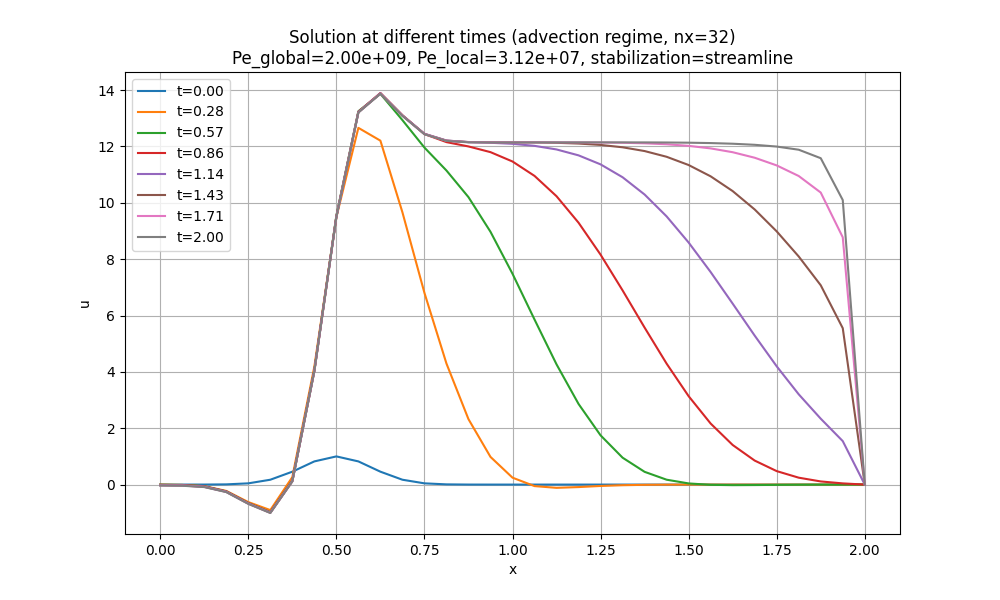 Solution at different times (advection regime, nx=32)
Pe_global=2.00e+09, Pe_local=3.12e+07, stabilization=streamline
t=0.00
t=0.28
t=0.57
t=0.86
t=1.14
t=1.43
t=1.71
t=2.00
14
12
10
8
6
4
2
0
u
0.00 0.25 0.50 0.75 1.00 1.25 1.50 1.75 2.00
x